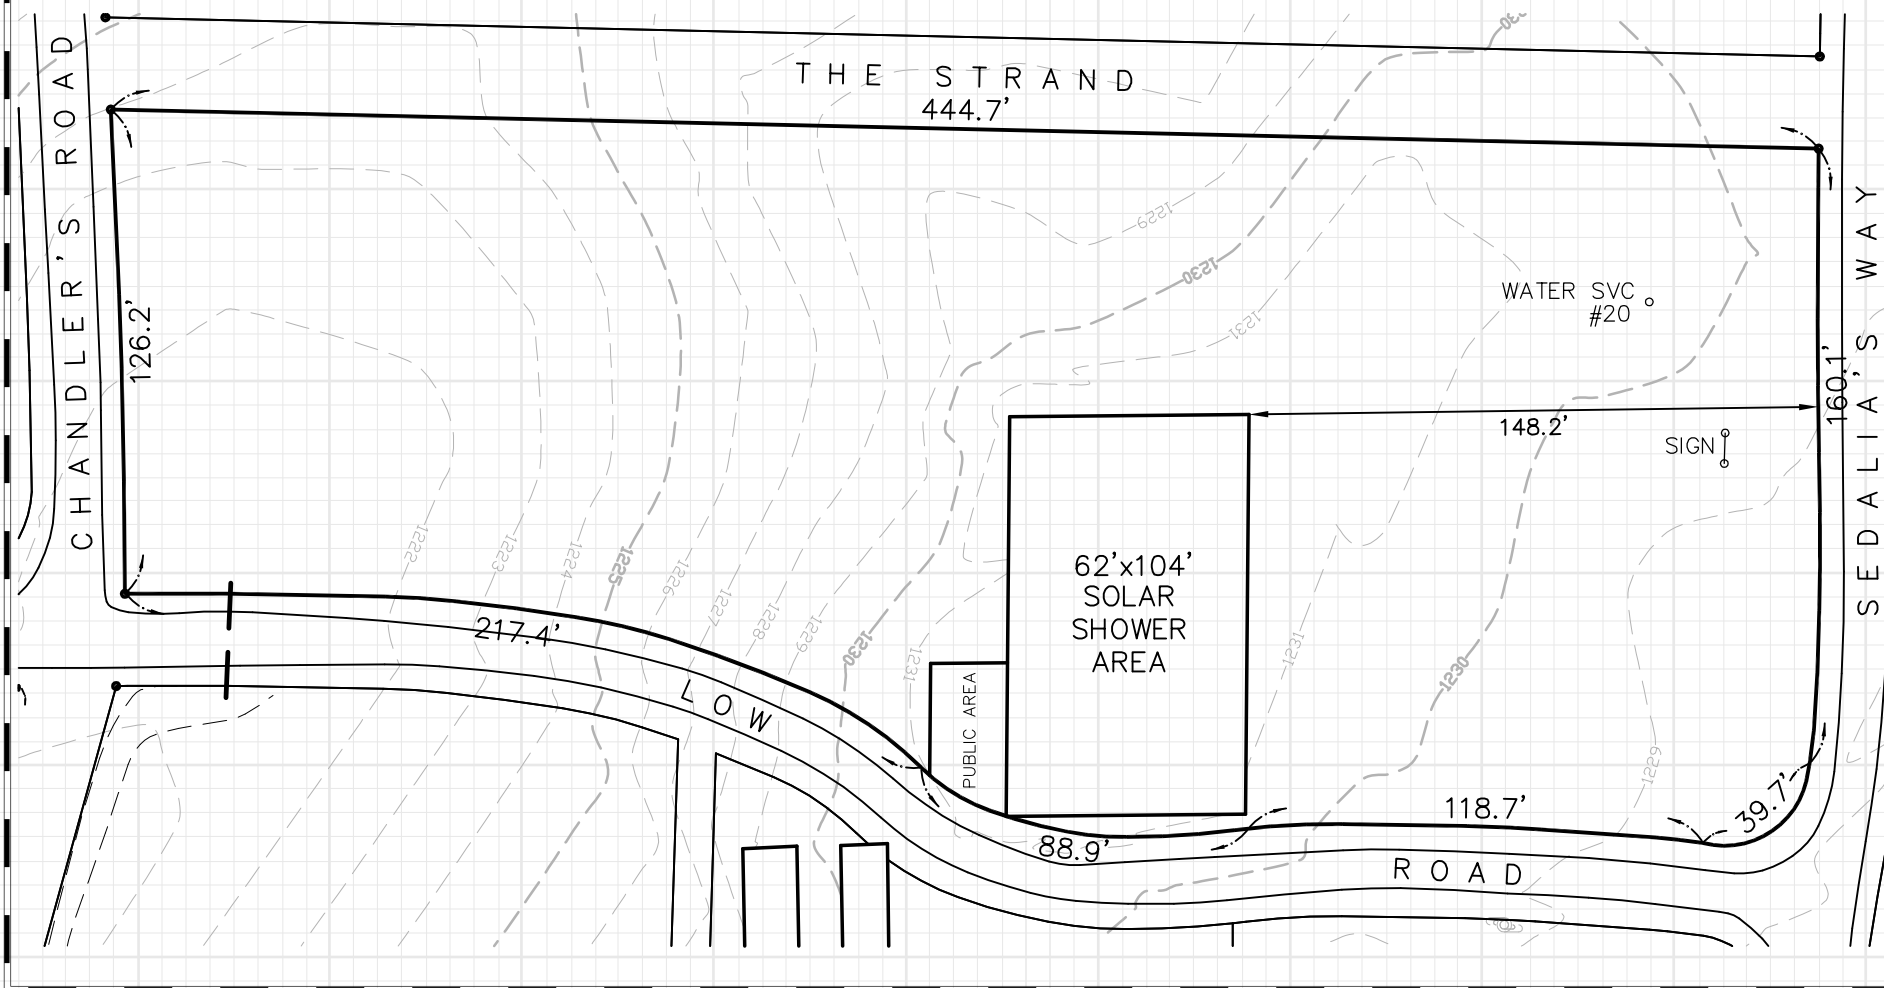 THE STRAND
444.7'
CHANDLER'S ROAD
126.2'
1229
1230
1231
WATER SVC
#20
160.1'
SEDALIA'S WAY
148.2'
SIGN
62'x104'
SOLAR
SHOWER
AREA
PUBLIC AREA
1222
1223
1224
1225
1226
1227
1228
1229
1230
1231
1231
1230
1229
217.4'
LOW
ROAD
88.9'
118.7'
39.7'